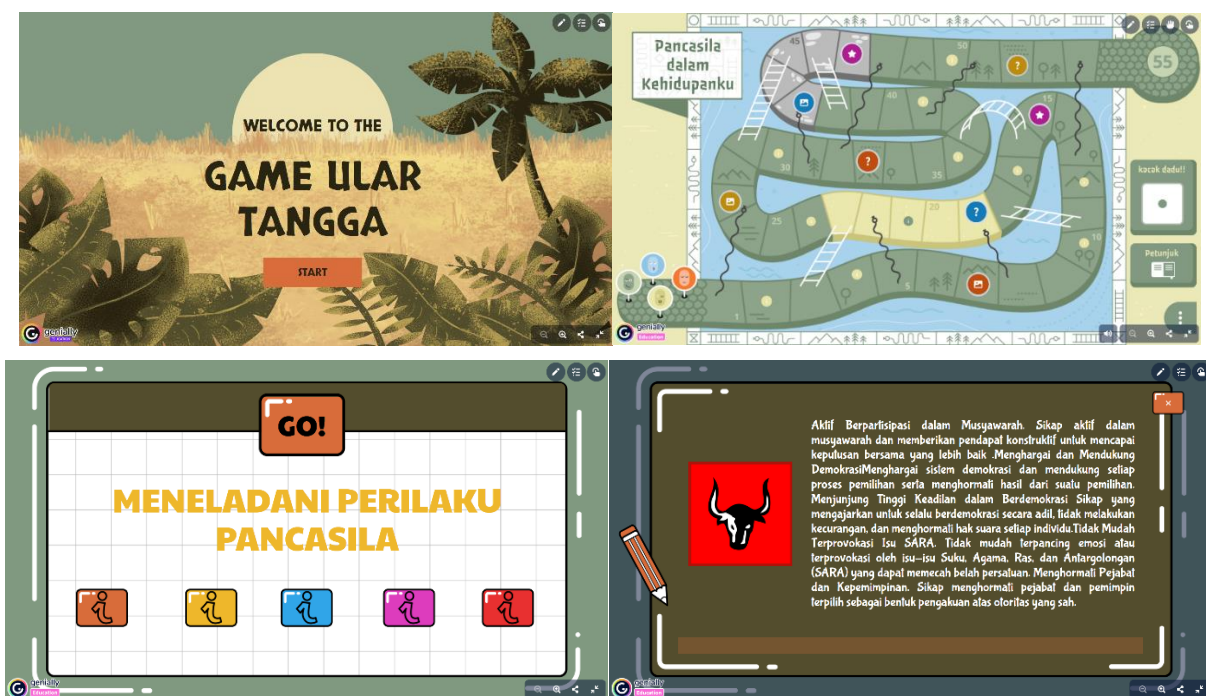 WELCOME TO THE
GAME ULAR
TANGGA
START
genially
Pancasila
dalam
Kehidupanku
45
50
55
40
15
30
35
25
20
10
5
1
kacak dadu!!
Petunjuk
genially
Education
GO!
MENELADANI PERILAKU
PANCASILA
genially
Education
Aktif Berpartisipasi dalam Musyawarah. Sikap aktif dalam
musyawarah dan memberikan pendapat konstruktif untuk mencapai
keputusan bersama yang lebih baik .Menghargai dan Mendukung
DemokrasiMenghargai sistem demokrasi dan mendukung setiap
proses pemilihan serta menghormati hasil dari suatu pemilihan.
Menjunjung Tinggi Keadilan dalam Berdemokrasi Sikap yang
mengajarkan untuk selalu berdemokrasi secara adil, tidak melakukan
kecurangan, dan menghormati hak suara setiap individu.Tidak Mudah
Terprovokasi Isu SARA. Tidak mudah terpancing emosi atau
terprovokasi oleh isu-isu Suku, Agama, Ras, dan Antargolongan
(SARA) yang dapat memecah belah persatuan. Menghormati Pejabat
dan Kepemimpinan. Sikap menghormati pejabat dan pemimpin
terpilih sebagai bentuk pengakuan atas otoritas yang sah.
genially
Education